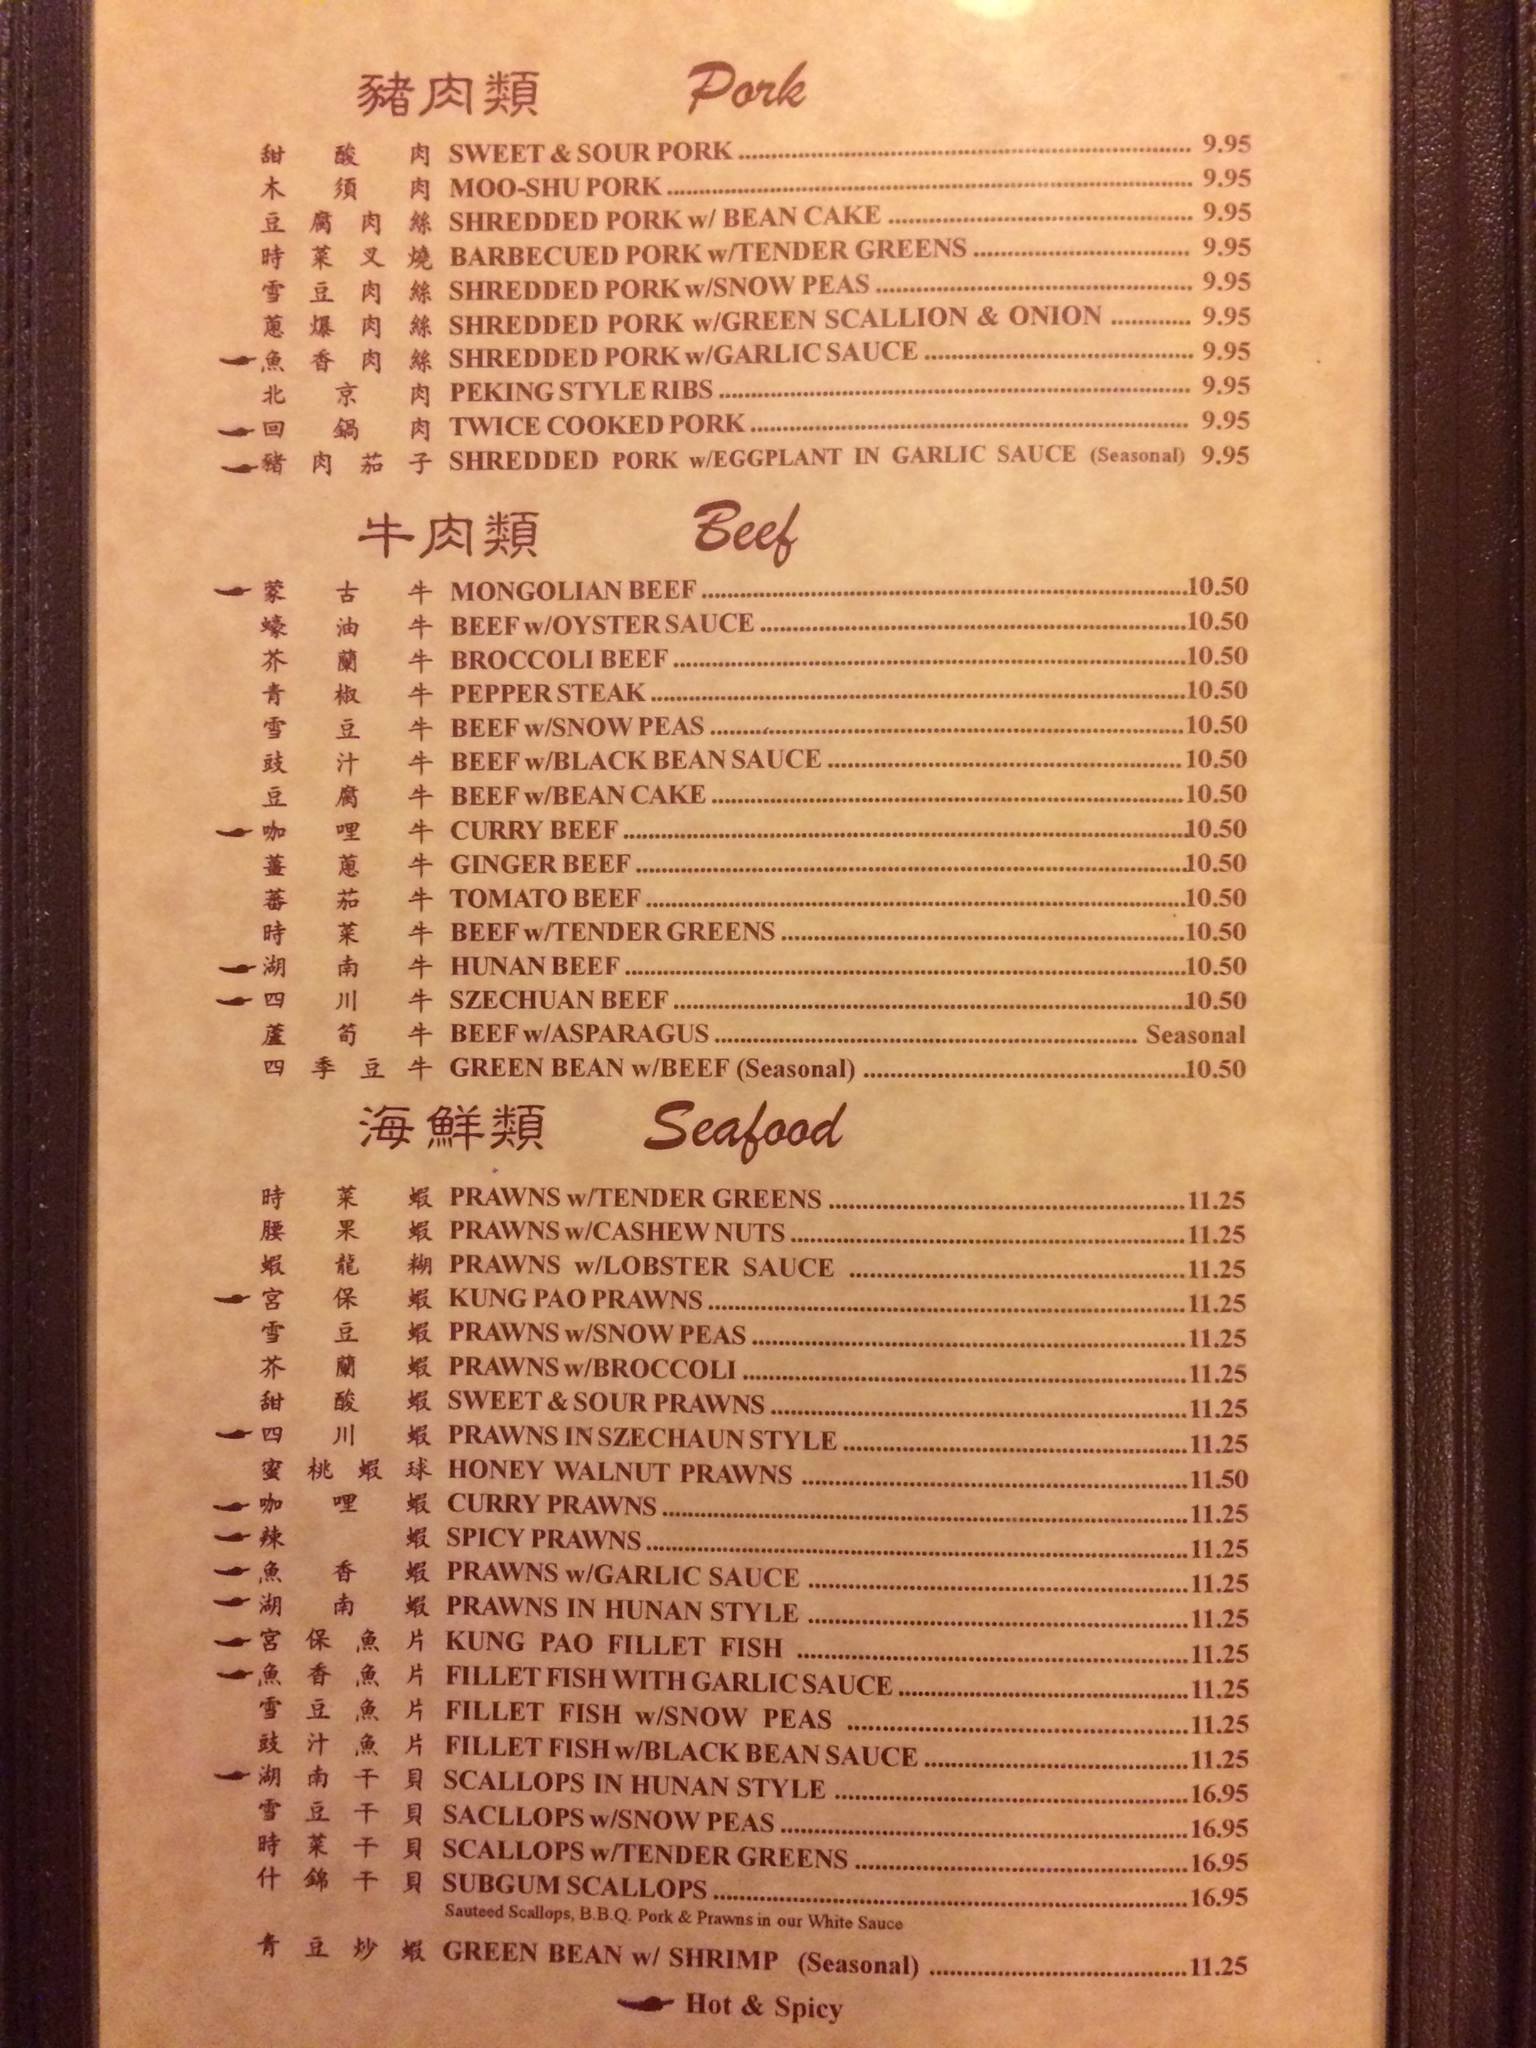 豬肉類 Pork
甜酸肉 SWEET & SOUR PORK 9.95
木須肉 MOO-SHU PORK 9.95
豆腐肉絲 SHREDDED PORK w/ BEAN CAKE 9.95
時菜叉燒 BARBECUED PORK w/TENDER GREENS 9.95
雪豆肉絲 SHREDDED PORK w/SNOW PEAS 9.95
蔥爆肉絲 SHREDDED PORK w/GREEN SCALLION & ONION 9.95
魚香肉絲 SHREDDED PORK w/GARLIC SAUCE 9.95
北京肉 PEKING STYLE RIBS 9.95
回鍋肉 TWICE COOKED PORK 9.95
豬肉茄子 SHREDDED PORK w/EGGPLANT IN GARLIC SAUCE (Seasonal) 9.95
牛肉類 Beef
蒙古牛 MONGOLIAN BEEF 10.50
蠔油牛 BEEF w/OYSTER SAUCE 10.50
芥蘭牛 BROCCOLI BEEF 10.50
青椒牛 PEPPER STEAK 10.50
雪豆牛 BEEF w/SNOW PEAS 10.50
豉汁牛 BEEF w/BLACK BEAN SAUCE 10.50
豆腐牛 BEEF w/BEAN CAKE 10.50
咖哩牛 CURRY BEEF 10.50
薑蔥牛 GINGER BEEF 10.50
蕃茄牛 TOMATO BEEF 10.50
時菜牛 BEEF w/TENDER GREENS 10.50
湖南牛 HUNAN BEEF 10.50
四川牛 SZECHUAN BEEF 10.50
蘆筍牛 BEEF w/ASPARAGUS Seasonal
四季豆牛 GREEN BEAN w/BEEF (Seasonal) 10.50
海鮮類 Seafood
時菜蝦 PRAWNS w/TENDER GREENS 11.25
腰果蝦 PRAWNS w/CASHEW NUTS 11.25
蝦龍糊 PRAWNS w/LOBSTER SAUCE 11.25
宮保蝦 KUNG PAO PRAWNS 11.25
雪豆蝦 PRAWNS w/SNOW PEAS 11.25
芥蘭蝦 PRAWNS w/BROCCOLI 11.25
甜酸蝦 SWEET & SOUR PRAWNS 11.25
四川蝦 PRAWNS IN SZECHAUN STYLE 11.25
蜜桃蝦球 HONEY WALNUT PRAWNS 11.50
咖哩蝦 CURRY PRAWNS 11.25
辣蝦 SPICY PRAWNS 11.25
魚香蝦 PRAWNS w/GARLIC SAUCE 11.25
湖南蝦 PRAWNS IN HUNAN STYLE 11.25
宮保魚片 KUNG PAO FILLET FISH 11.25
魚香魚片 FILLET FISH WITH GARLIC SAUCE 11.25
雪豆魚片 FILLET FISH w/SNOW PEAS 11.25
豉汁魚片 FILLET FISH w/BLACK BEAN SAUCE 11.25
湖南干貝 SCALLOPS IN HUNAN STYLE 16.95
雪豆干貝 SACLLOPS w/SNOW PEAS 16.95
時菜干貝 SCALLOPS w/TENDER GREENS 16.95
什錦干貝 SUBGUM SCALLOPS 16.95
Sauteed Scallops, B.B.Q. Pork & Prawns in our White Sauce
青豆炒蝦 GREEN BEAN w/ SHRIMP (Seasonal) 11.25
Hot & Spicy